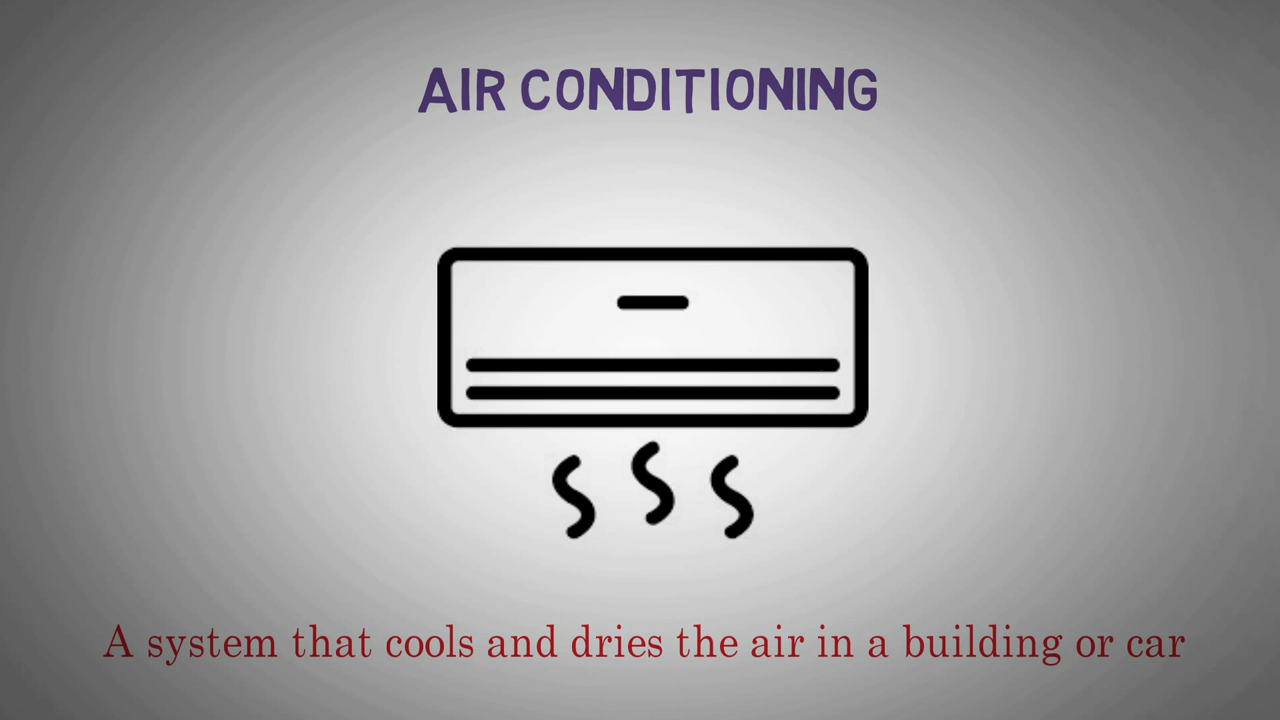 AIR CONDITIONING
A system that cools and dries the air in a building or car